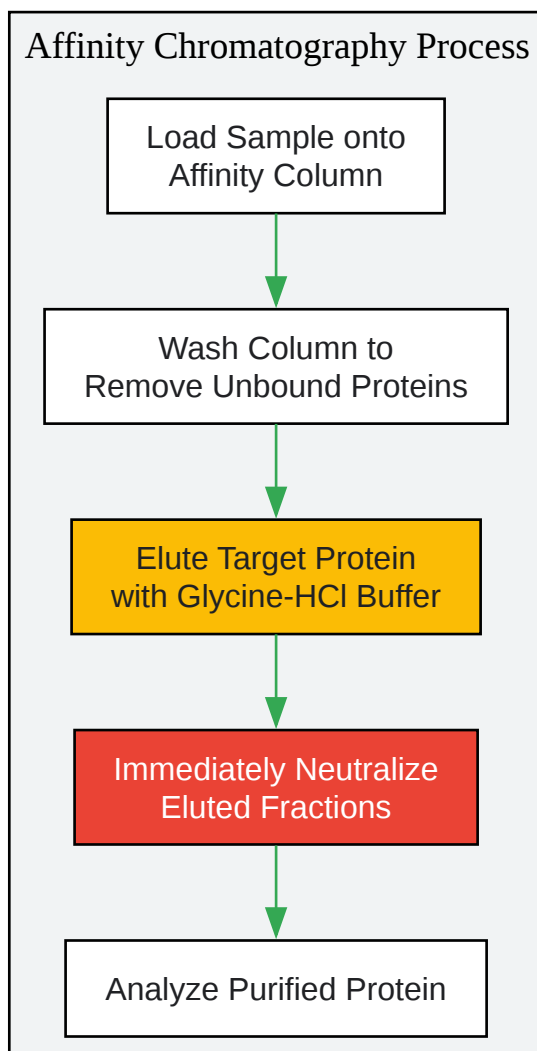 Affinity Chromatography Process
Load Sample onto
Affinity Column
Wash Column to
Remove Unbound Proteins
Elute Target Protein
with Glycine-HCl Buffer
Immediately Neutralize
Eluted Fractions
Analyze Purified Protein